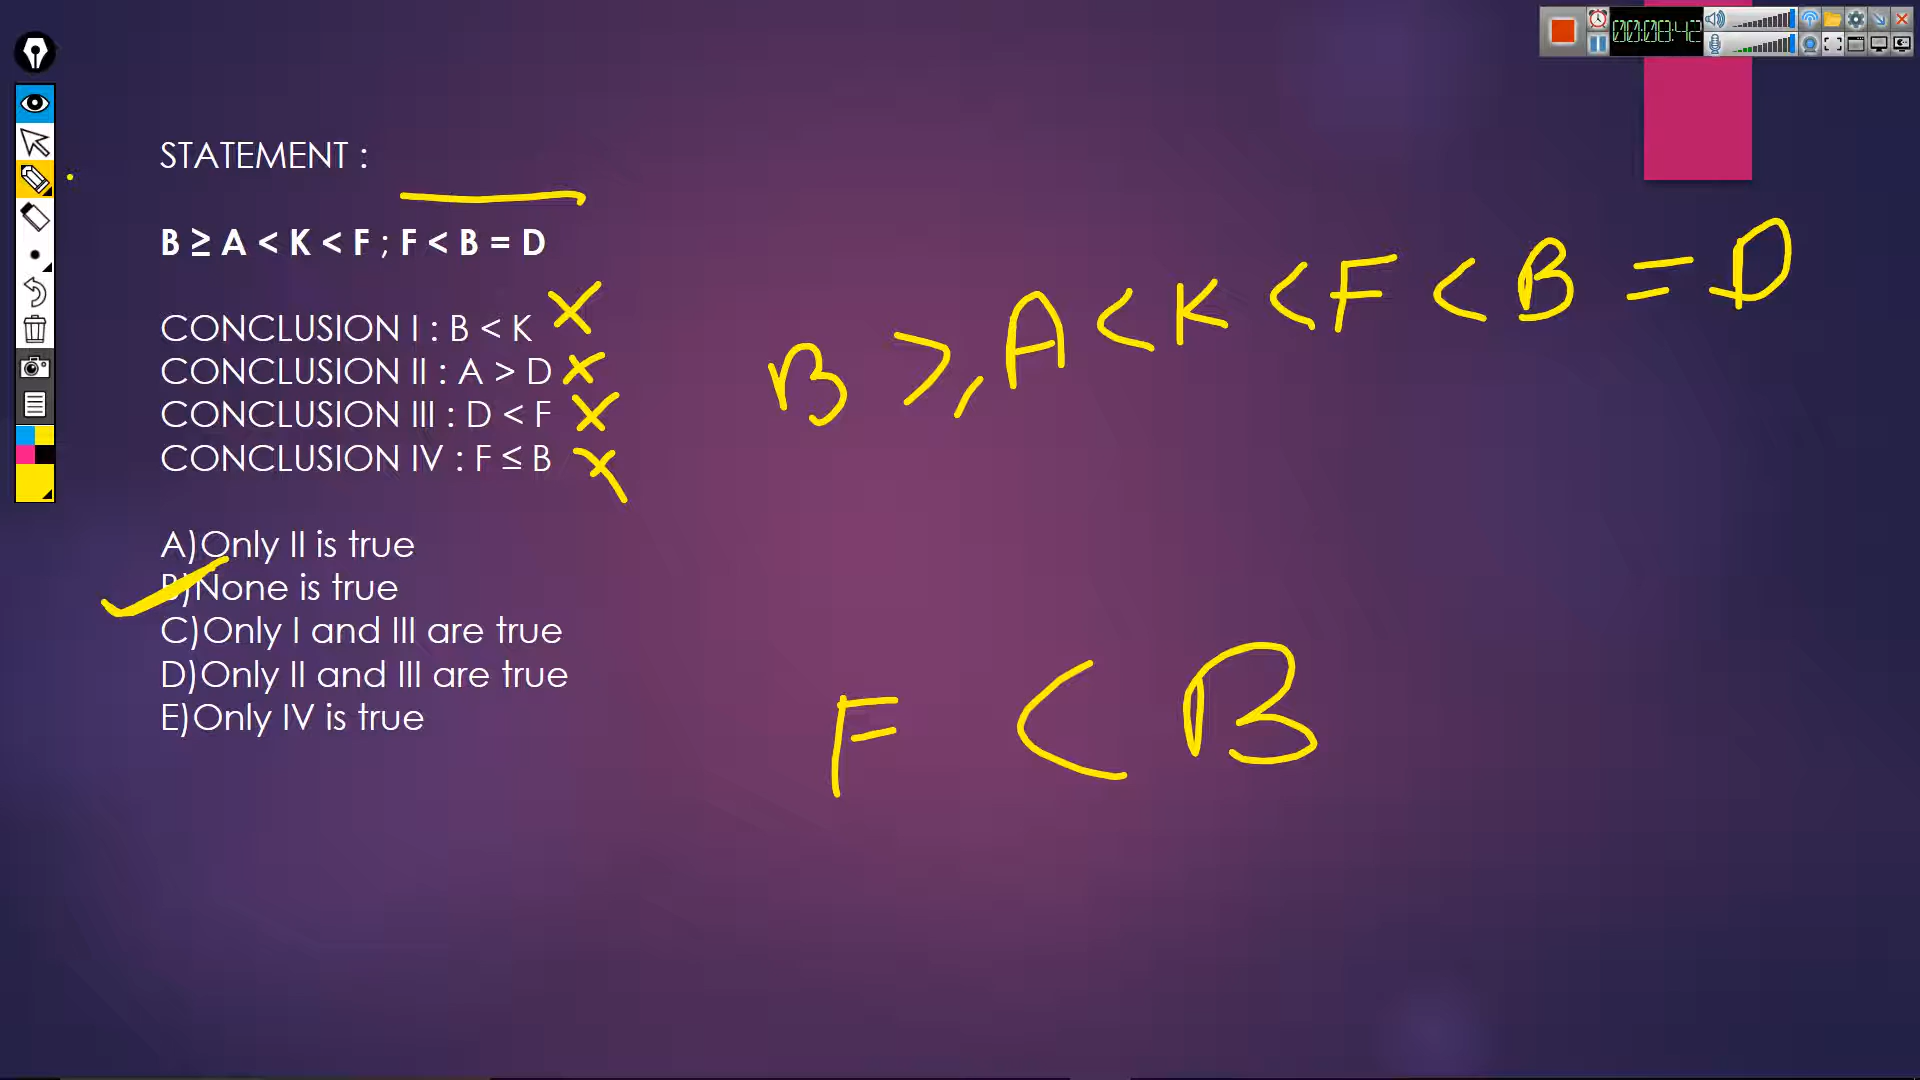 00:08:42
STATEMENT :
B ≥ A < K < F ; F < B = D
CONCLUSION I : B < K
CONCLUSION II : A > D
CONCLUSION III : D < F
CONCLUSION IV : F ≤ B
A)Only II is true
B)None is true
C)Only I and III are true
D)Only II and III are true
E)Only IV is true
B ≥ A < K < F < B = D
F < B